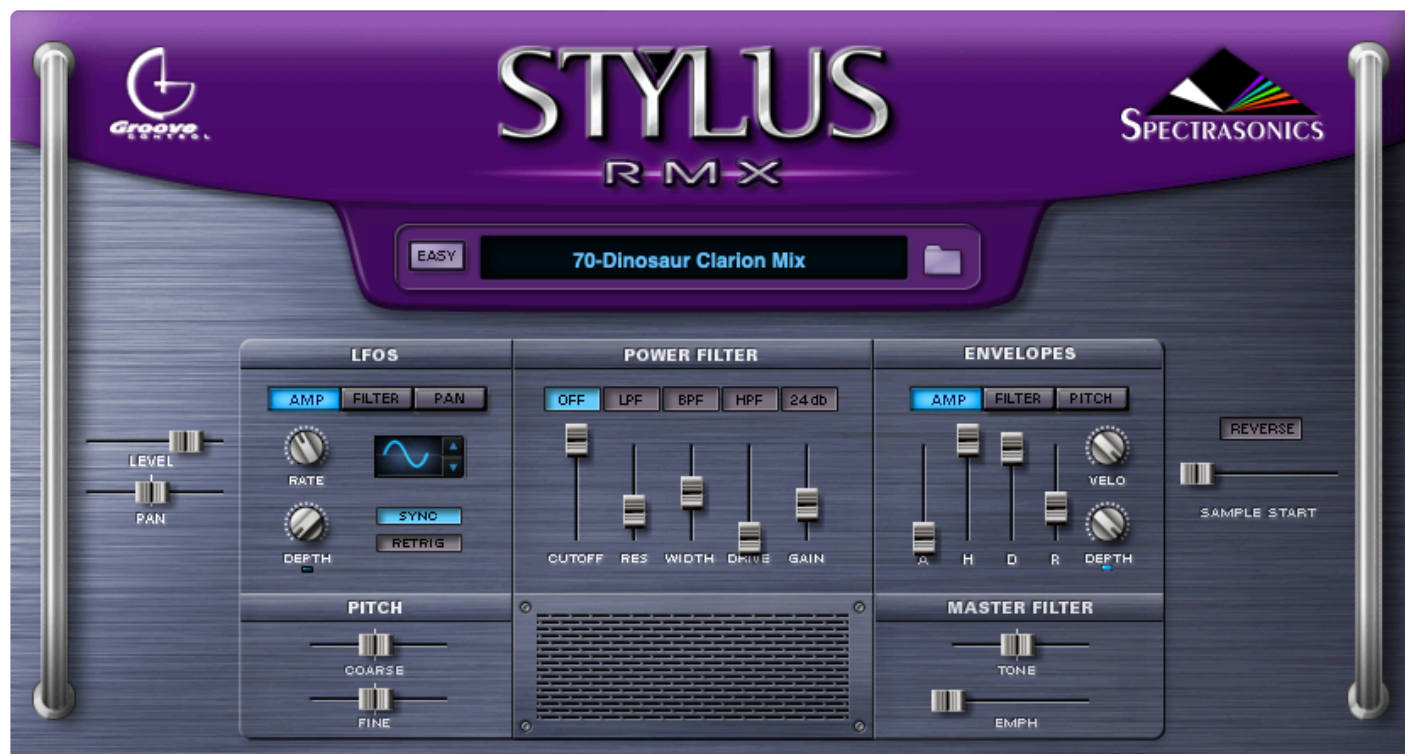 Groove
CONTROL
STYLUS
RMX
SPECTRASONICS
EASY
70-Dinosaur Clarion Mix
LFOS
AMP FILTER PAN
RATE
SYNC
RETRIG
DEPTH
POWER FILTER
OFF LPF BPF HPF 24 db
CUTOFF RES WIDTH DRIVE GAIN
ENVELOPES
AMP FILTER PITCH
VELO
A H D R DEPTH
LEVEL
PAN
REVERSE
SAMPLE START
PITCH
COARSE
FINE
MASTER FILTER
TONE
EMPH